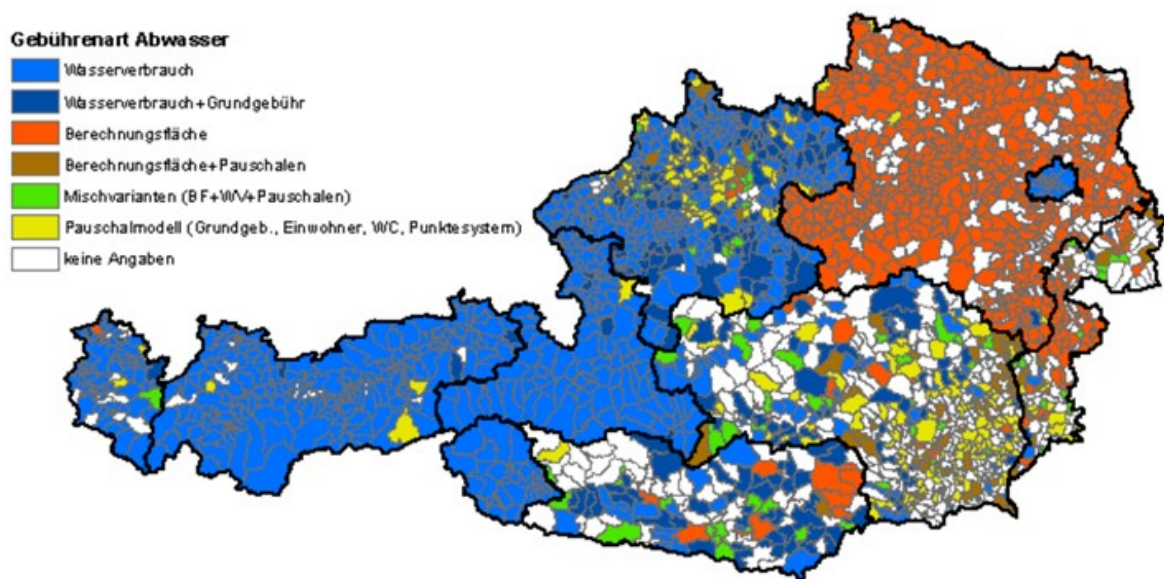 Gebührenart Abwasser
Wasserverbrauch
Wasserverbrauch+Grundgebühr
Berechnungsfläche
Berechnungsfläche+Pauschalen
Mischvarianten (BF+WV+Pauschalen)
Pauschalmodell (Grundgeb., Einwohner, WC, Punktesystem)
keine Angaben